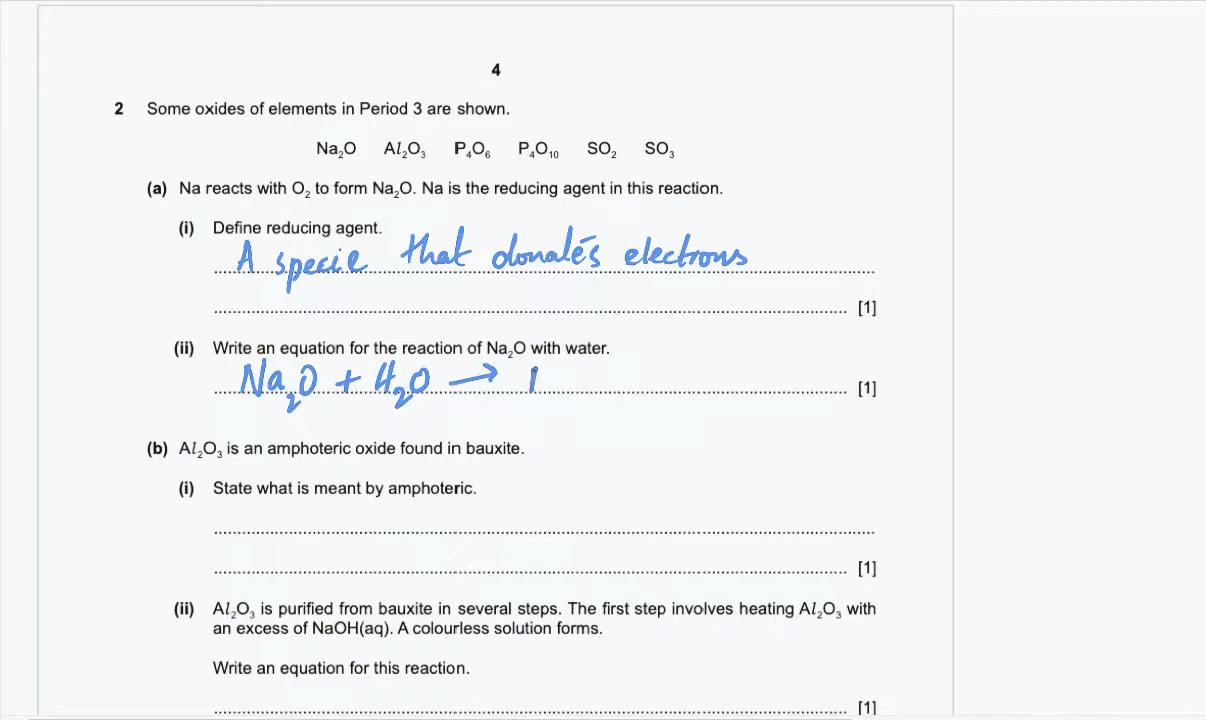 4
2 Some oxides of elements in Period 3 are shown.
Na₂O Al₂O₃ P₄O₆ P₄O₁₀ SO₂ SO₃
(a) Na reacts with O₂ to form Na₂O. Na is the reducing agent in this reaction.
(i) Define reducing agent.
A specie that donates electrons
[1]
(ii) Write an equation for the reaction of Na₂O with water.
Na₂O + H₂O →
[1]
(b) Al₂O₃ is an amphoteric oxide found in bauxite.
(i) State what is meant by amphoteric.
[1]
(ii) Al₂O₃ is purified from bauxite in several steps. The first step involves heating Al₂O₃ with
an excess of NaOH(aq). A colourless solution forms.
Write an equation for this reaction.
[1]